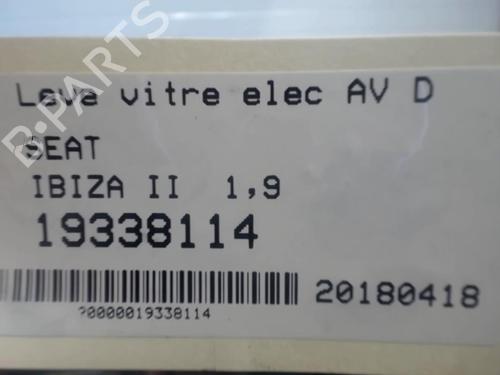 Leve vitre elec AV D
SEAT
IBIZA II 1,9
19338114
20180418
?0000019338114
B-PARTS